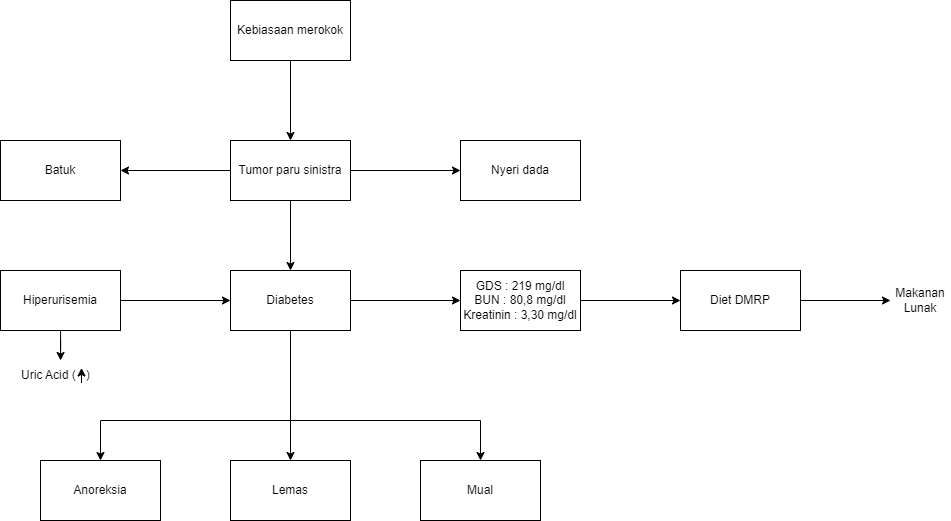 Kebiasaan merokok
Batuk
Tumor paru sinistra
Nyeri dada
Hiperurisemia
Diabetes
GDS : 219 mg/dl
BUN : 80,8 mg/dl
Kreatinin : 3,30 mg/dl
Diet DMRP
Makanan
Lunak
Uric Acid (↑)
Anoreksia
Lemas
Mual